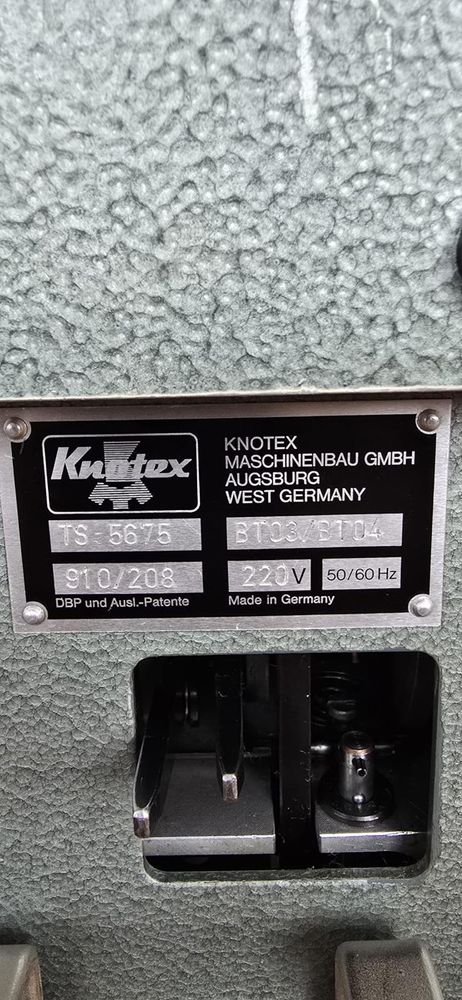 Knotex
KNOTEX
MASCHINENBAU GMBH
AUGSBURG
WEST GERMANY
TS-5675
BT03/BT04
910/208
220V
50/60 Hz
DBP und Ausl.-Patente
Made in Germany